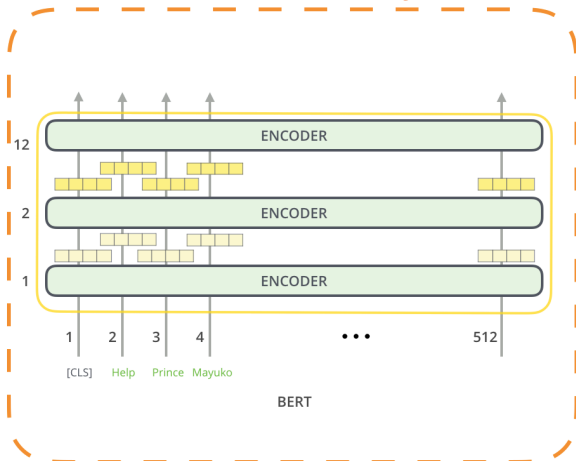 12 ENCODER
2 ENCODER
1 ENCODER
1 2 3 4 ••• 512
[CLS] Help Prince Mayuko
BERT